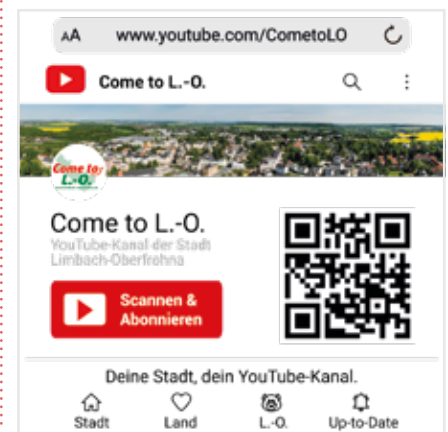 AA www.youtube.com/CometoLO
Come to L.-O.
Come to
L.-O.
Come to L.-O.
YouTube-Kanal der Stadt
Limbach-Oberfrohna
Scannen &
Abonnieren
Deine Stadt, dein YouTube-Kanal.
Stadt Land L.-O. Up-to-Date